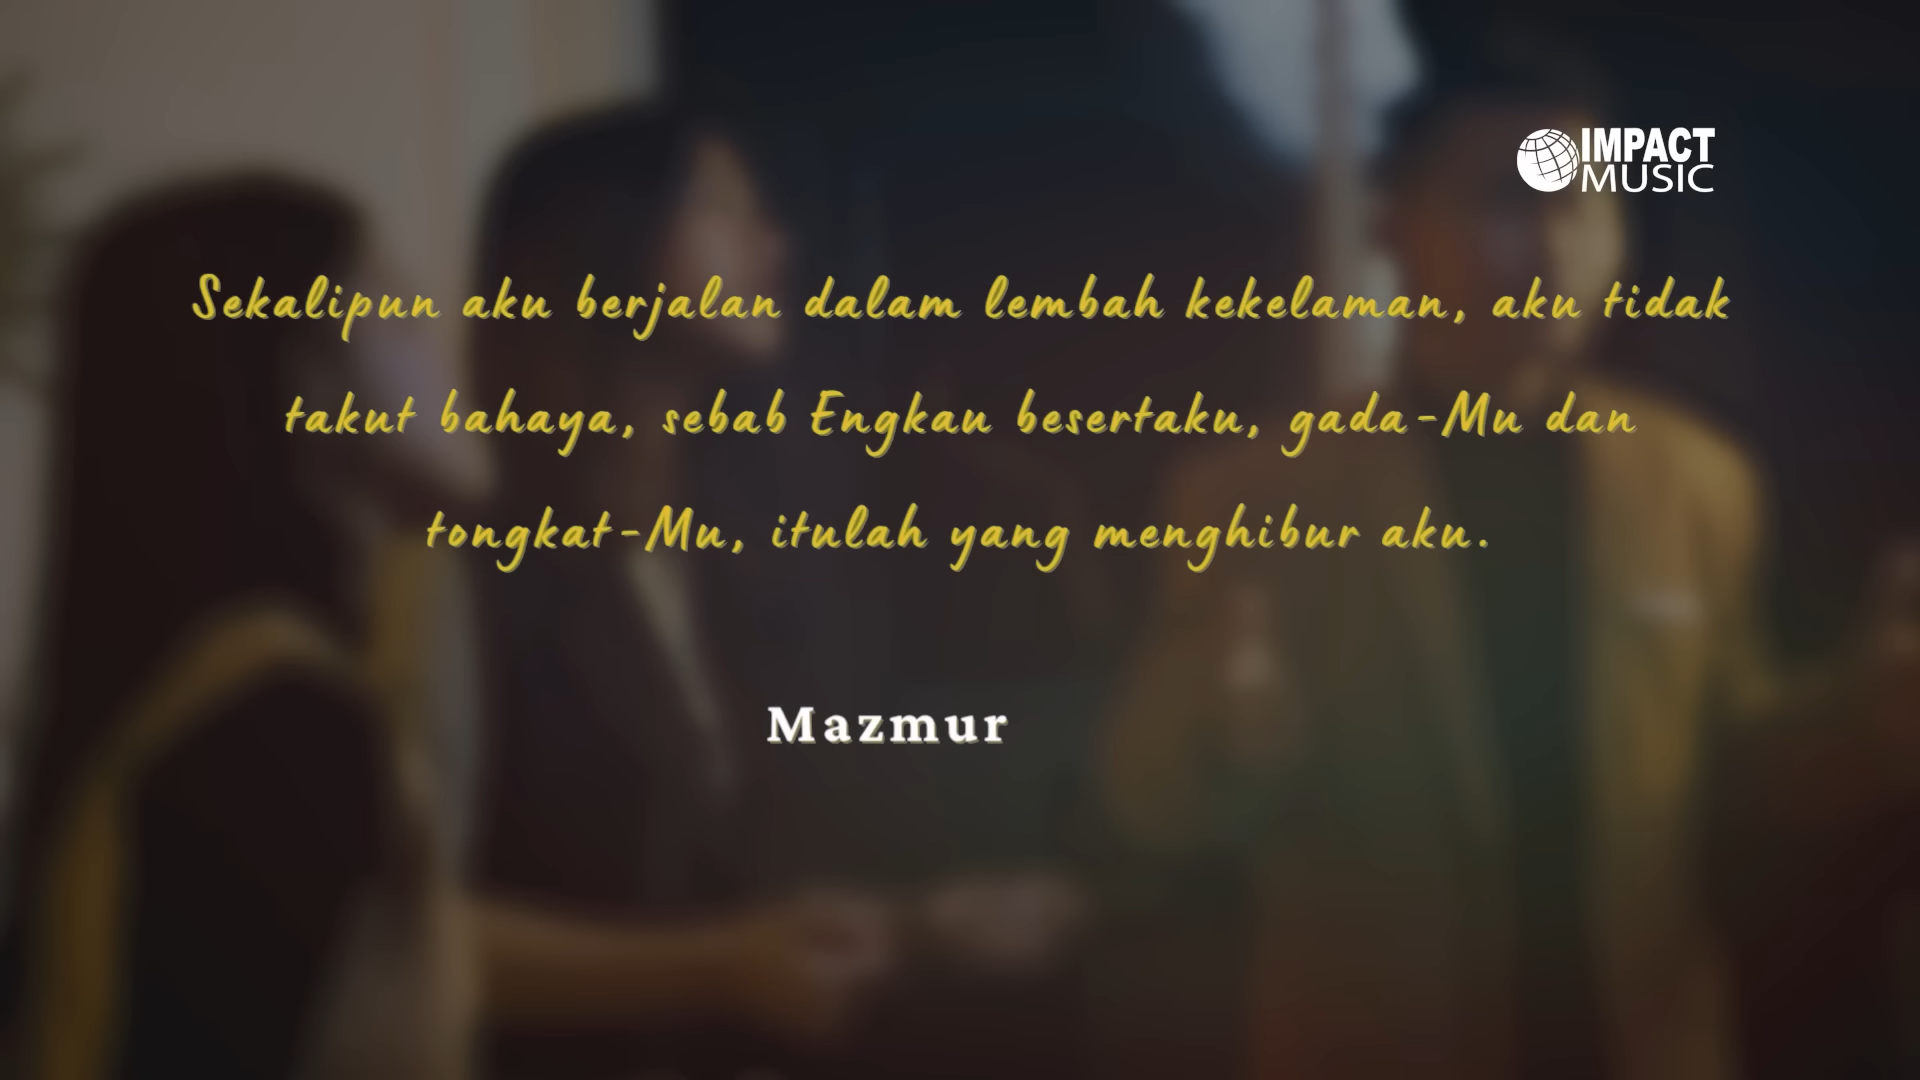 IMPACT
MUSIC
Sekalipun aku berjalan dalam lembah kekelaman, aku tidak
takut bahaya, sebab Engkau besertaku, gada-Mu dan
tongkat-Mu, itulah yang menghibur aku.
Mazmur